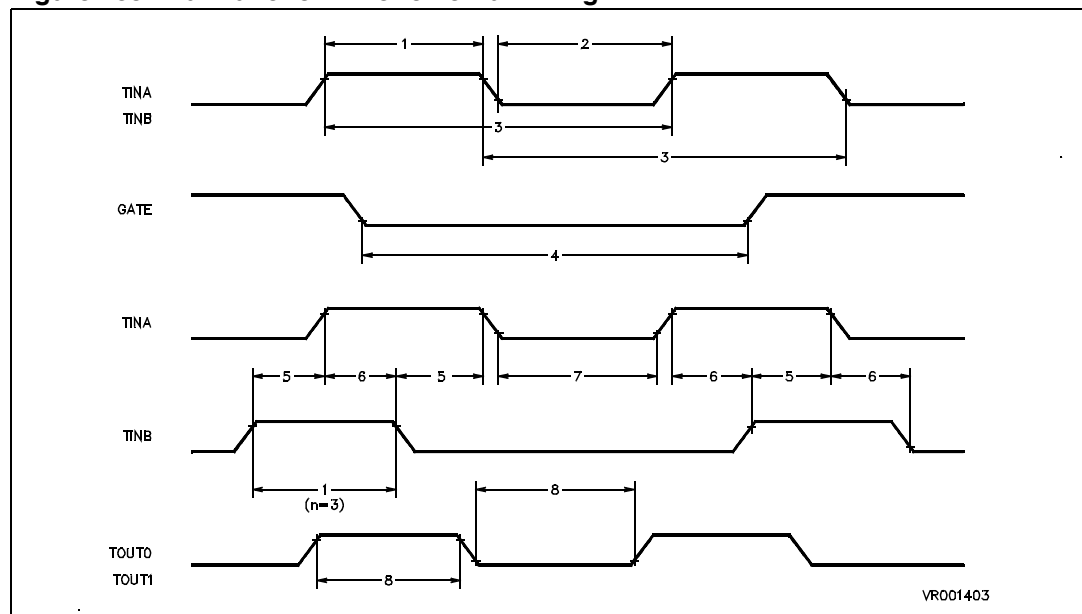 1 2
TINA
TINB
3
3
GATE
4
TINA
5 6 5 7 6 5 6
TINB
1 8
(n=3)
TOUT0
TOUT1
8
VR001403